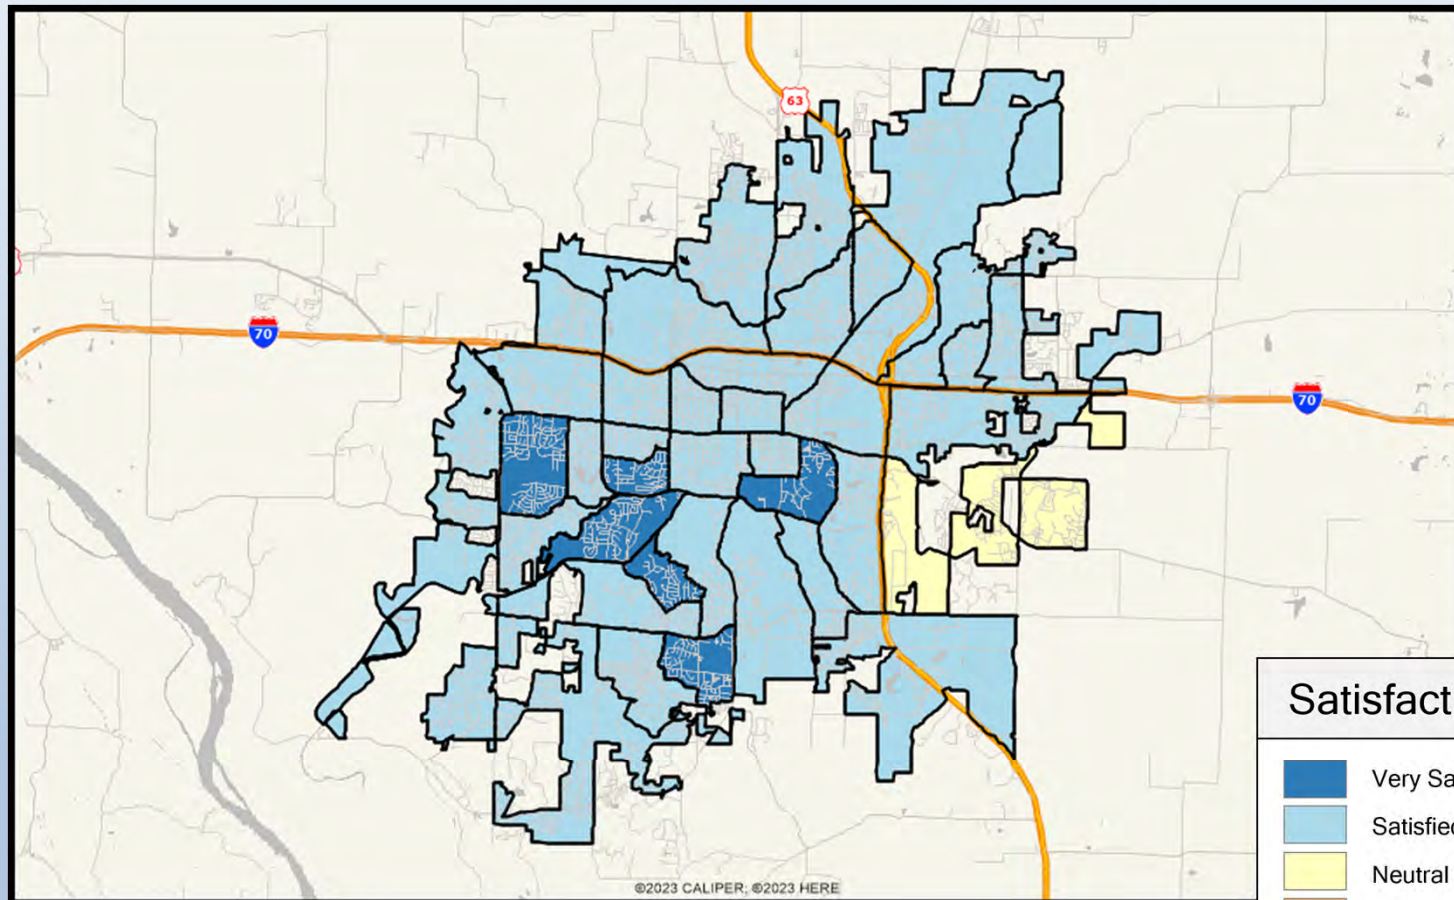 63
70
70
Satisfact
Very Sa
Satisfied
Neutral
©2023 CALIPER; ©2023 HERE